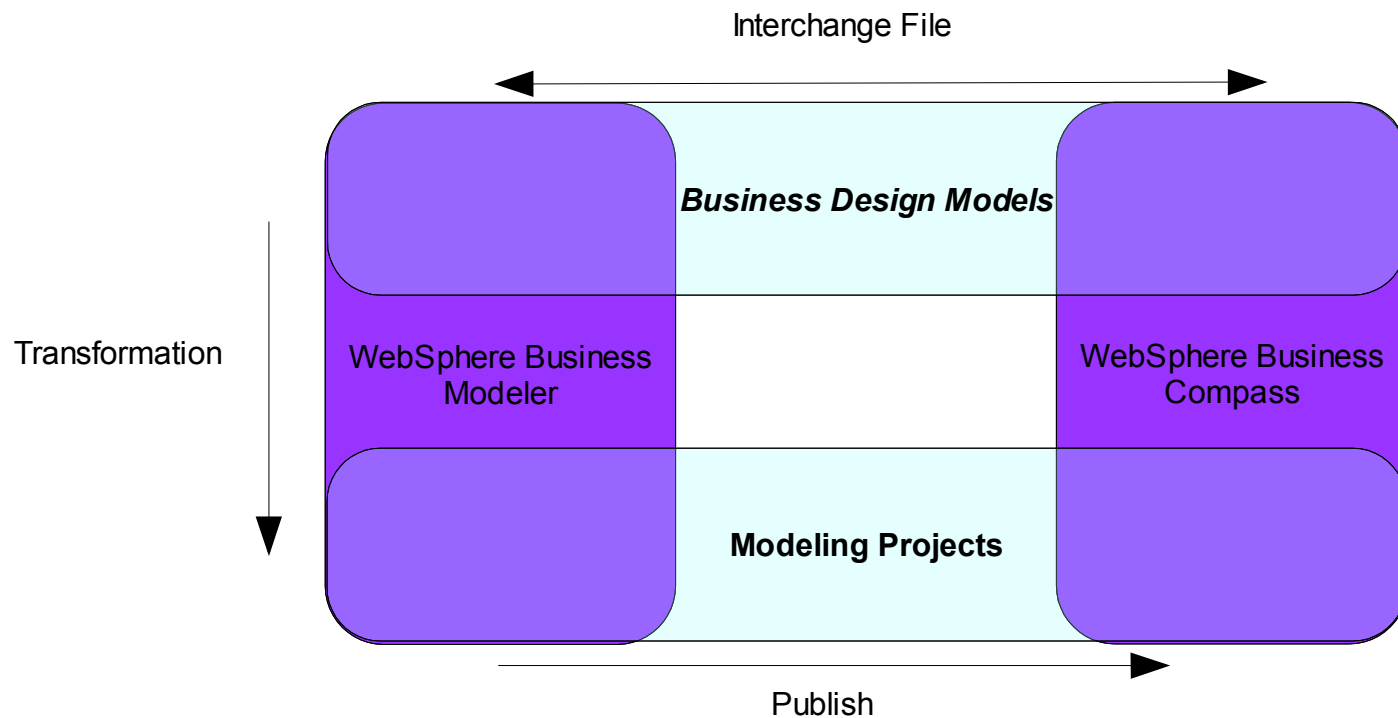 Interchange File
Business Design Models
Transformation
WebSphere Business
Modeler
WebSphere Business
Compass
Modeling Projects
Publish